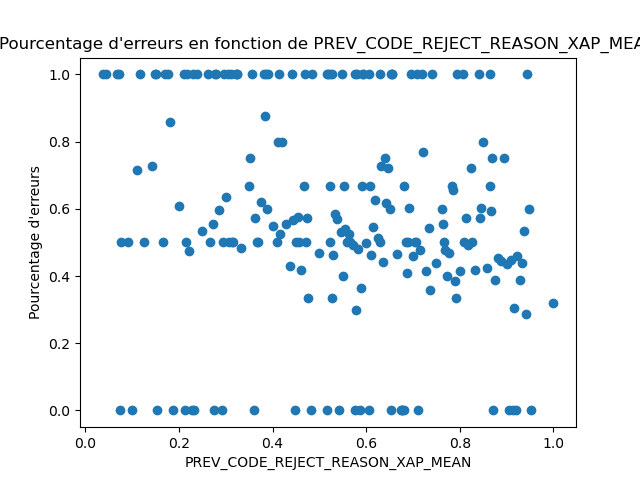 Pourcentage d'erreurs en fonction de PREV_CODE_REJECT_REASON_XAP_MEA
1.0
0.8
0.6
0.4
0.2
0.0
Pourcentage d'erreurs
0.0 0.2 0.4 0.6 0.8 1.0
PREV_CODE_REJECT_REASON_XAP_MEAN